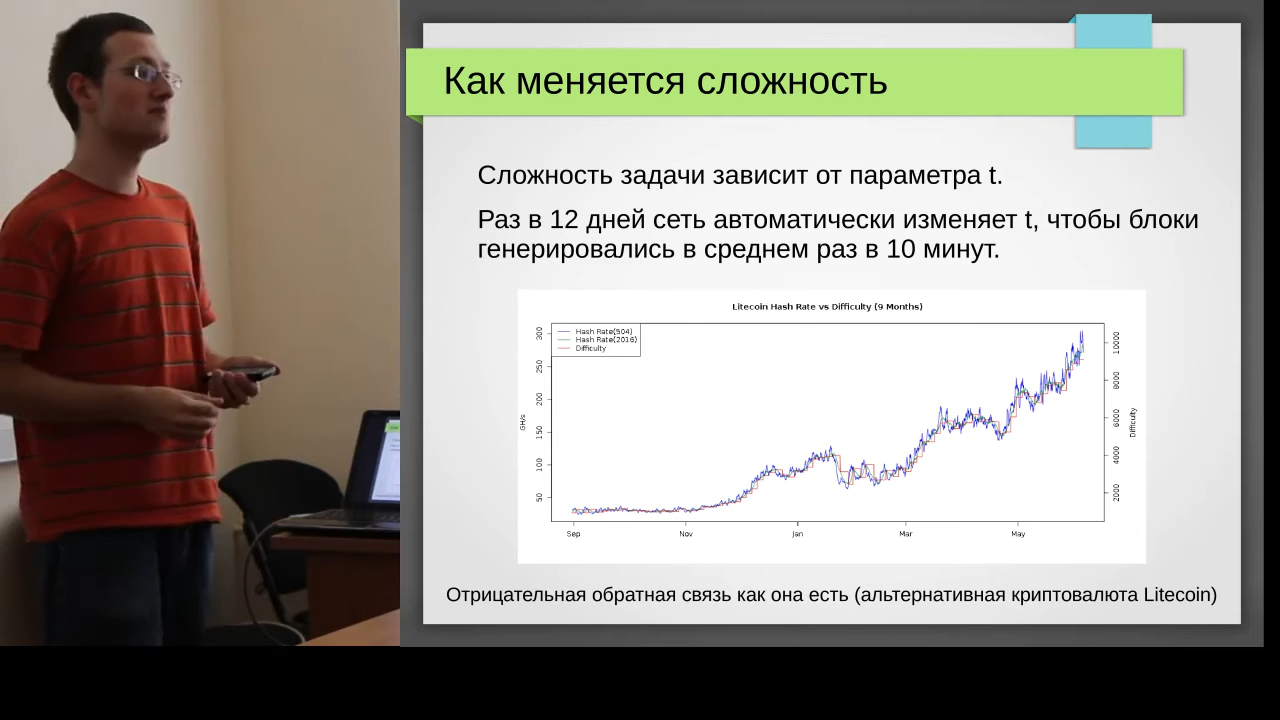 Как меняется сложность
Сложность задачи зависит от параметра t.
Раз в 12 дней сеть автоматически изменяет t, чтобы блоки
генерировались в среднем раз в 10 минут.
Litecoin Hash Rate vs Difficulty (9 Months)
Hash Rate(504)
Hash Rate(2016)
Difficulty
GH/s
300
250
200
150
100
50
10000
8000
6000
4000
2000
Difficulty
Sep Nov Jan Mar May
Отрицательная обратная связь как она есть (альтернативная криптовалюта Litecoin)